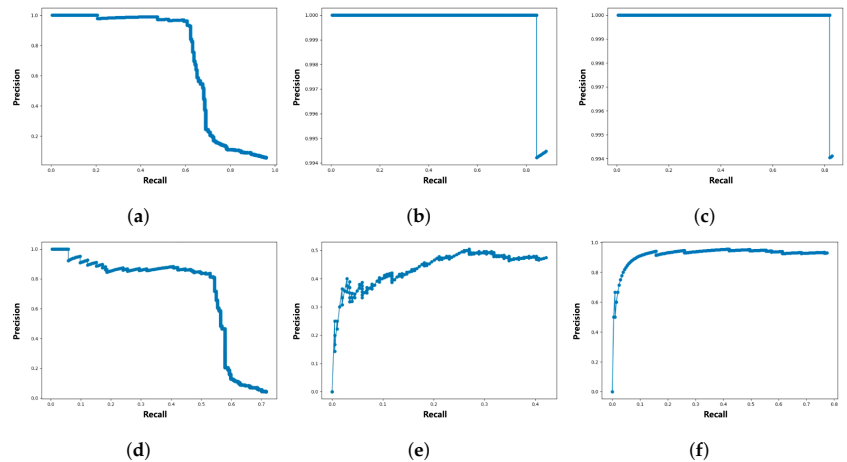 1.0
0.8
0.6
0.4
0.2
Precision
0.0 0.2 0.4 0.6 0.8 1.0
Recall
(a)
1.000
0.999
0.998
0.997
0.996
0.995
0.994
Precision
0.0 0.2 0.4 0.6 0.8
Recall
(b)
1.000
0.999
0.998
0.997
0.996
0.995
0.994
Precision
0.0 0.2 0.4 0.6 0.8
Recall
(c)
1.0
0.8
0.6
0.4
0.2
0.0
Precision
0.0 0.1 0.2 0.3 0.4 0.5 0.6 0.7
Recall
(d)
0.5
0.4
0.3
0.2
0.1
0.0
Precision
0.0 0.1 0.2 0.3 0.4
Recall
(e)
1.0
0.8
0.6
0.4
0.2
0.0
Precision
0.0 0.1 0.2 0.3 0.4 0.5 0.6 0.7 0.8
Recall
(f)